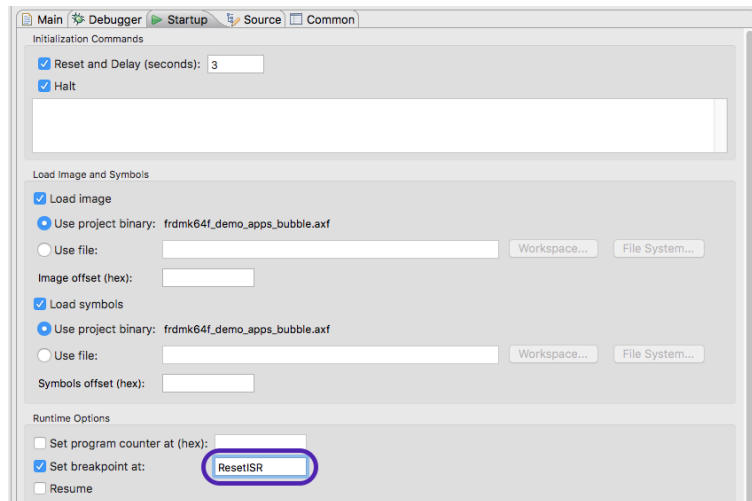 Main Debugger Startup Source Common
Initialization Commands
Reset and Delay (seconds): 3
Halt
Load Image and Symbols
Load image
Use project binary: frdmk64f_demo_apps_bubble.axf
Use file: Workspace... File System...
Image offset (hex):
Load symbols
Use project binary: frdmk64f_demo_apps_bubble.axf
Use file: Workspace... File System...
Symbols offset (hex):
Runtime Options
Set program counter at (hex):
Set breakpoint at: ResetISR
Resume